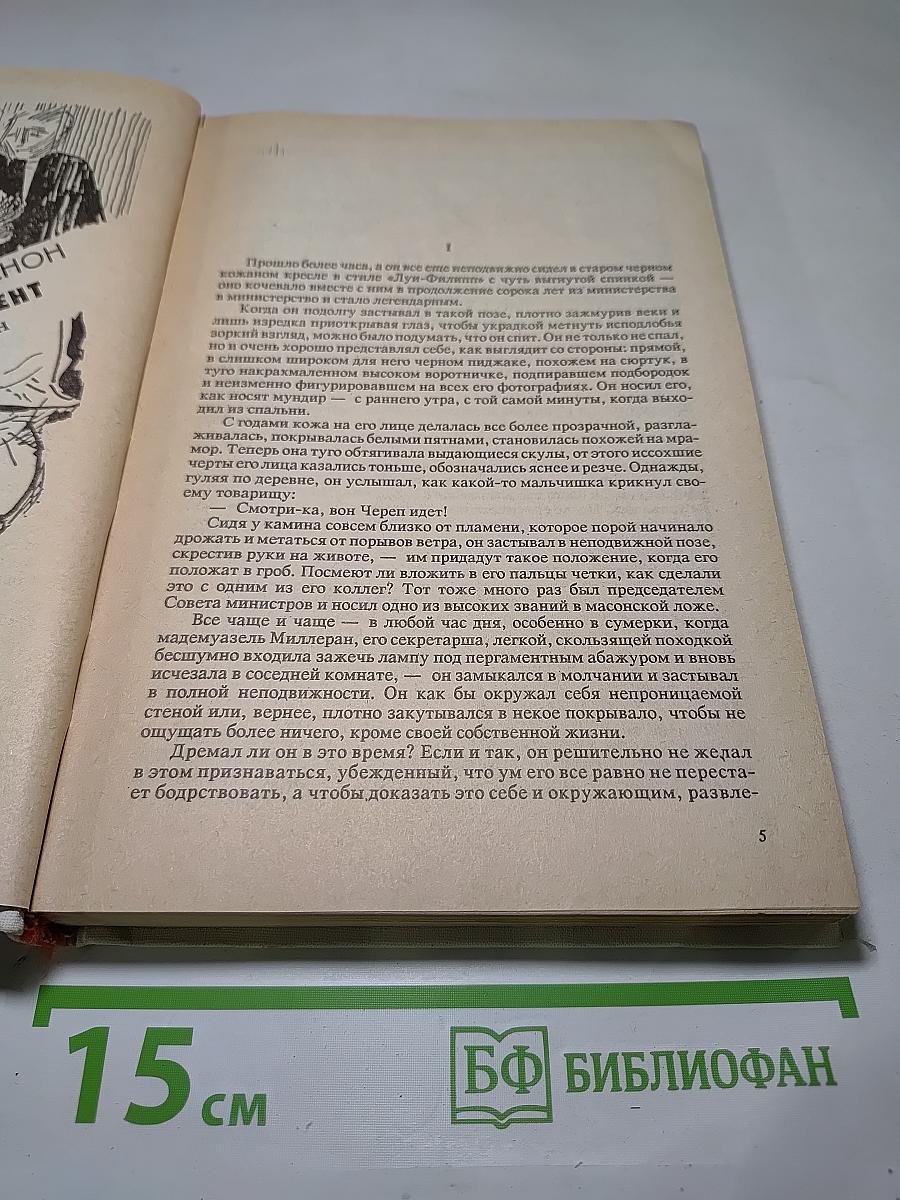 НОН
ЕНТ
Н
I
Прошло более часа, а он все еще неподвижно сидел в старом черном
кожаном кресле в стиле «Луи-Филипп» с чуть выгнутой спинкой —
оно кочевало вместе с ним в продолжение сорока лет из министерства
в министерство и стало легендарным.
Когда он подолгу застывал в такой позе, плотно зажмурив веки и
лишь изредка приоткрывая глаз, чтобы украдкой метнуть исподлобья
зоркий взгляд, можно было подумать, что он спит. Он не только не спал,
но и очень хорошо представлял себе, как выглядит со стороны: прямой,
в слишком широком для него черном пиджаке, похожем на сюртук, в
туго накрахмаленном высоком воротничке, подпиравшем подбородок
и неизменно фигурировавшем на всех его фотографиях. Он носил его,
как носят мундир — с раннего утра, с той самой минуты, когда выхо-
дил из спальни.
С годами кожа на его лице делалась все более прозрачной, разгла-
живалась, покрывалась белыми пятнами, становилась похожей на мра-
мор. Теперь она туго обтягивала выдающиеся скулы, от этого иссохшие
черты его лица казались тоньше, обозначались яснее и резче. Однажды,
гуляя по деревне, он услышал, как какой-то мальчишка крикнул сво-
ему товарищу:
— Смотри-ка, вон Череп идет!
Сидя у камина совсем близко от пламени, которое порой начинало
дрожать и метаться от порывов ветра, он застывал в неподвижной позе,
скрестив руки на животе, — им придадут такое положение, когда его
положат в гроб. Посмеют ли вложить в его пальцы четки, как сделали
это с одним из его коллег? Тот тоже много раз был председателем
Совета министров и носил одно из высоких званий в масонской ложе.
Все чаще и чаще — в любой час дня, особенно в сумерки, когда
мадемуазель Миллеран, его секретарша, легкой, скользящей походкой
бесшумно входила зажечь лампу под пергаментным абажуром и вновь
исчезала в соседней комнате, — он замыкался в молчании и застывал
в полной неподвижности. Он как бы окружал себя непроницаемой
стеной или, вернее, плотно закутывался в некое покрывало, чтобы не
ощущать более ничего, кроме своей собственной жизни.
Дремал ли он в это время? Если и так, он решительно не желал
в этом признаваться, убежденный, что ум его все равно не переста-
ет бодрствовать, а чтобы доказать это себе и окружающим, развле-
5
15 см
БФ БИБЛИОФАН